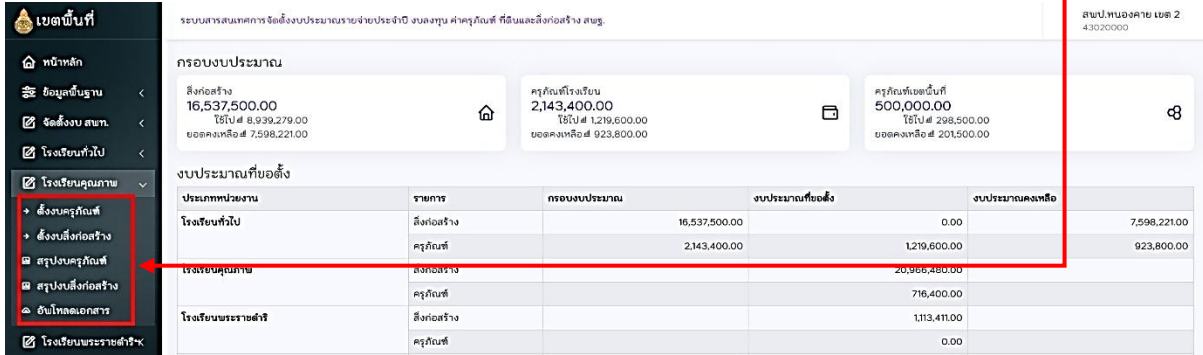 เขตพื้นที่
ระบบสารสนเทศการจัดตั้งงบประมาณรายจ่ายประจำปี งบลงทุน ค่าครุภัณฑ์ ที่ดินและสิ่งก่อสร้าง สพฐ.
สพป.หนองคาย เขต 2
43020000
หน้าหลัก
ข้อมูลพื้นฐาน
จัดตั้งงบ สพท.
โรงเรียนทั่วไป
โรงเรียนคุณภาพ
ตั้งงบครุภัณฑ์
ตั้งงบสิ่งก่อสร้าง
สรุปงบครุภัณฑ์
สรุปงบสิ่งก่อสร้าง
อัปโหลดเอกสาร
โรงเรียนพระราชดำริฯ
กรอบงบประมาณ
สิ่งก่อสร้าง
16,537,500.00
ใช้ไป 8,939,279.00
ยอดคงเหลือ 7,598,221.00
ครุภัณฑ์โรงเรียน
2,143,400.00
ใช้ไป 1,219,600.00
ยอดคงเหลือ 923,800.00
ครุภัณฑ์เขตพื้นที่
500,000.00
ใช้ไป 298,500.00
ยอดคงเหลือ 201,500.00
งบประมาณที่ขอตั้ง
ประเภทหน่วยงาน รายการ กรอบงบประมาณ งบประมาณที่ขอตั้ง งบประมาณคงเหลือ
โรงเรียนทั่วไป สิ่งก่อสร้าง 16,537,500.00 0.00 7,598,221.00
ครุภัณฑ์ 2,143,400.00 1,219,600.00 923,800.00
โรงเรียนคุณภาพ สิ่งก่อสร้าง 20,966,480.00
ครุภัณฑ์ 716,400.00
โรงเรียนพระราชดำริ สิ่งก่อสร้าง 1,113,411.00
ครุภัณฑ์ 0.00